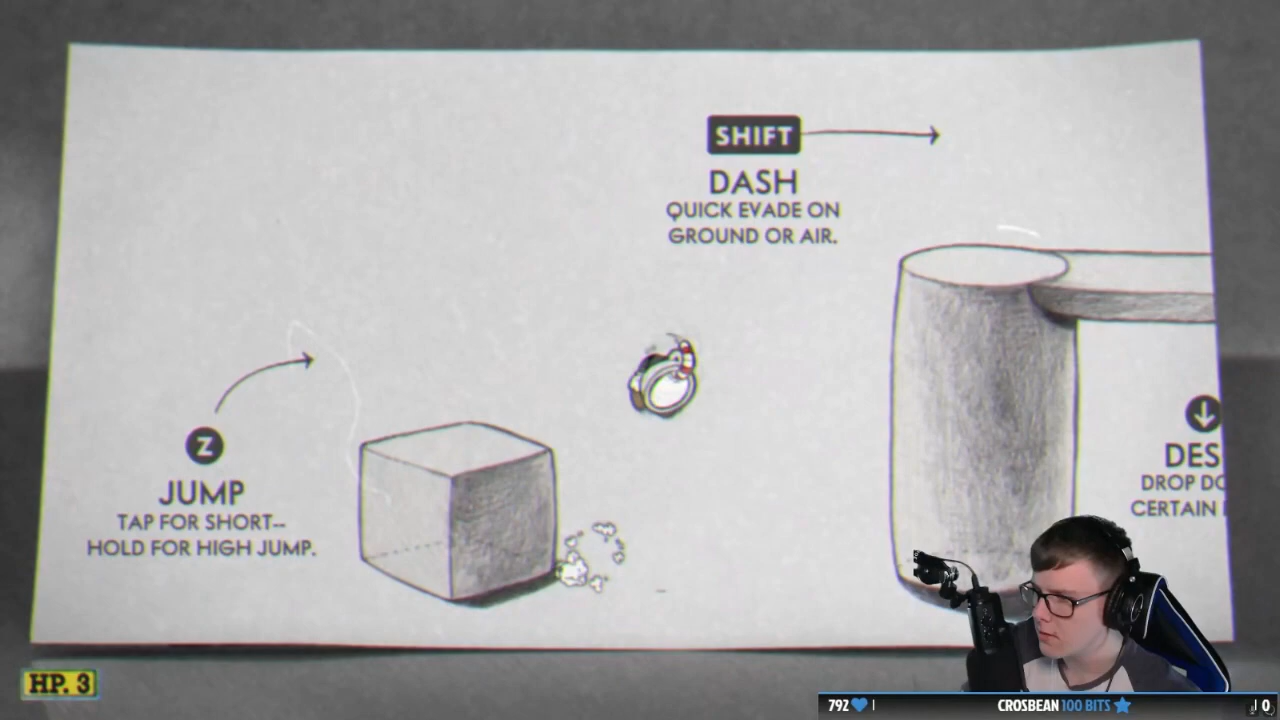 SHIFT
DASH
QUICK EVADE ON
GROUND OR AIR.
Z
JUMP
TAP FOR SHORT--
HOLD FOR HIGH JUMP.
DES
DROP DO
CERTAIN
HP. 3
792
CROSBEAN 100 BITS
0